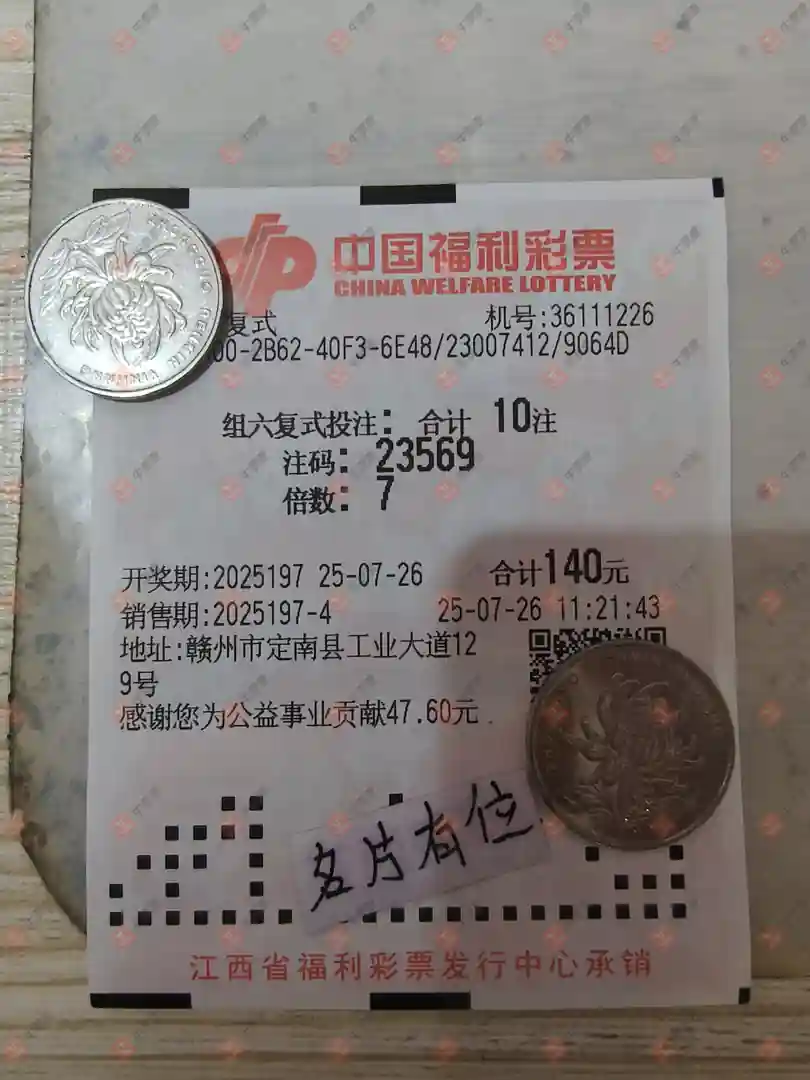 中国福利彩票
CHINA WELFARE LOTTERY
复式 机号:36111226
00-2B62-40F3-6E48/23007412/9064D
组六复式投注: 合计 10注
注码: 23569
倍数: 7
开奖期:2025197 25-07-26 合计140元
销售期:2025197-4 25-07-26 11:21:43
地址:赣州市定南县工业大道12
9号
感谢您为公益事业贡献47.60元
名片有位
江西省福利彩票发行中心承销